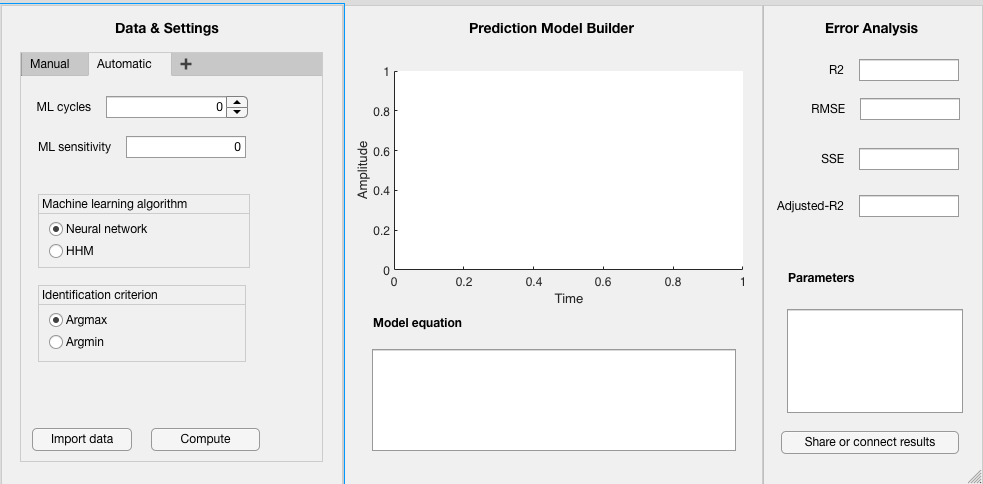 Data & Settings
Manual Automatic +
ML cycles 0
ML sensitivity 0
Machine learning algorithm
Neural network
HHM
Identification criterion
Argmax
Argmin
Import data Compute
Prediction Model Builder
1
0.8
0.6
0.4
0.2
0
Amplitude
0 0.2 0.4 0.6 0.8 1
Time
Model equation
Error Analysis
R2
RMSE
SSE
Adjusted-R2
Parameters
Share or connect results